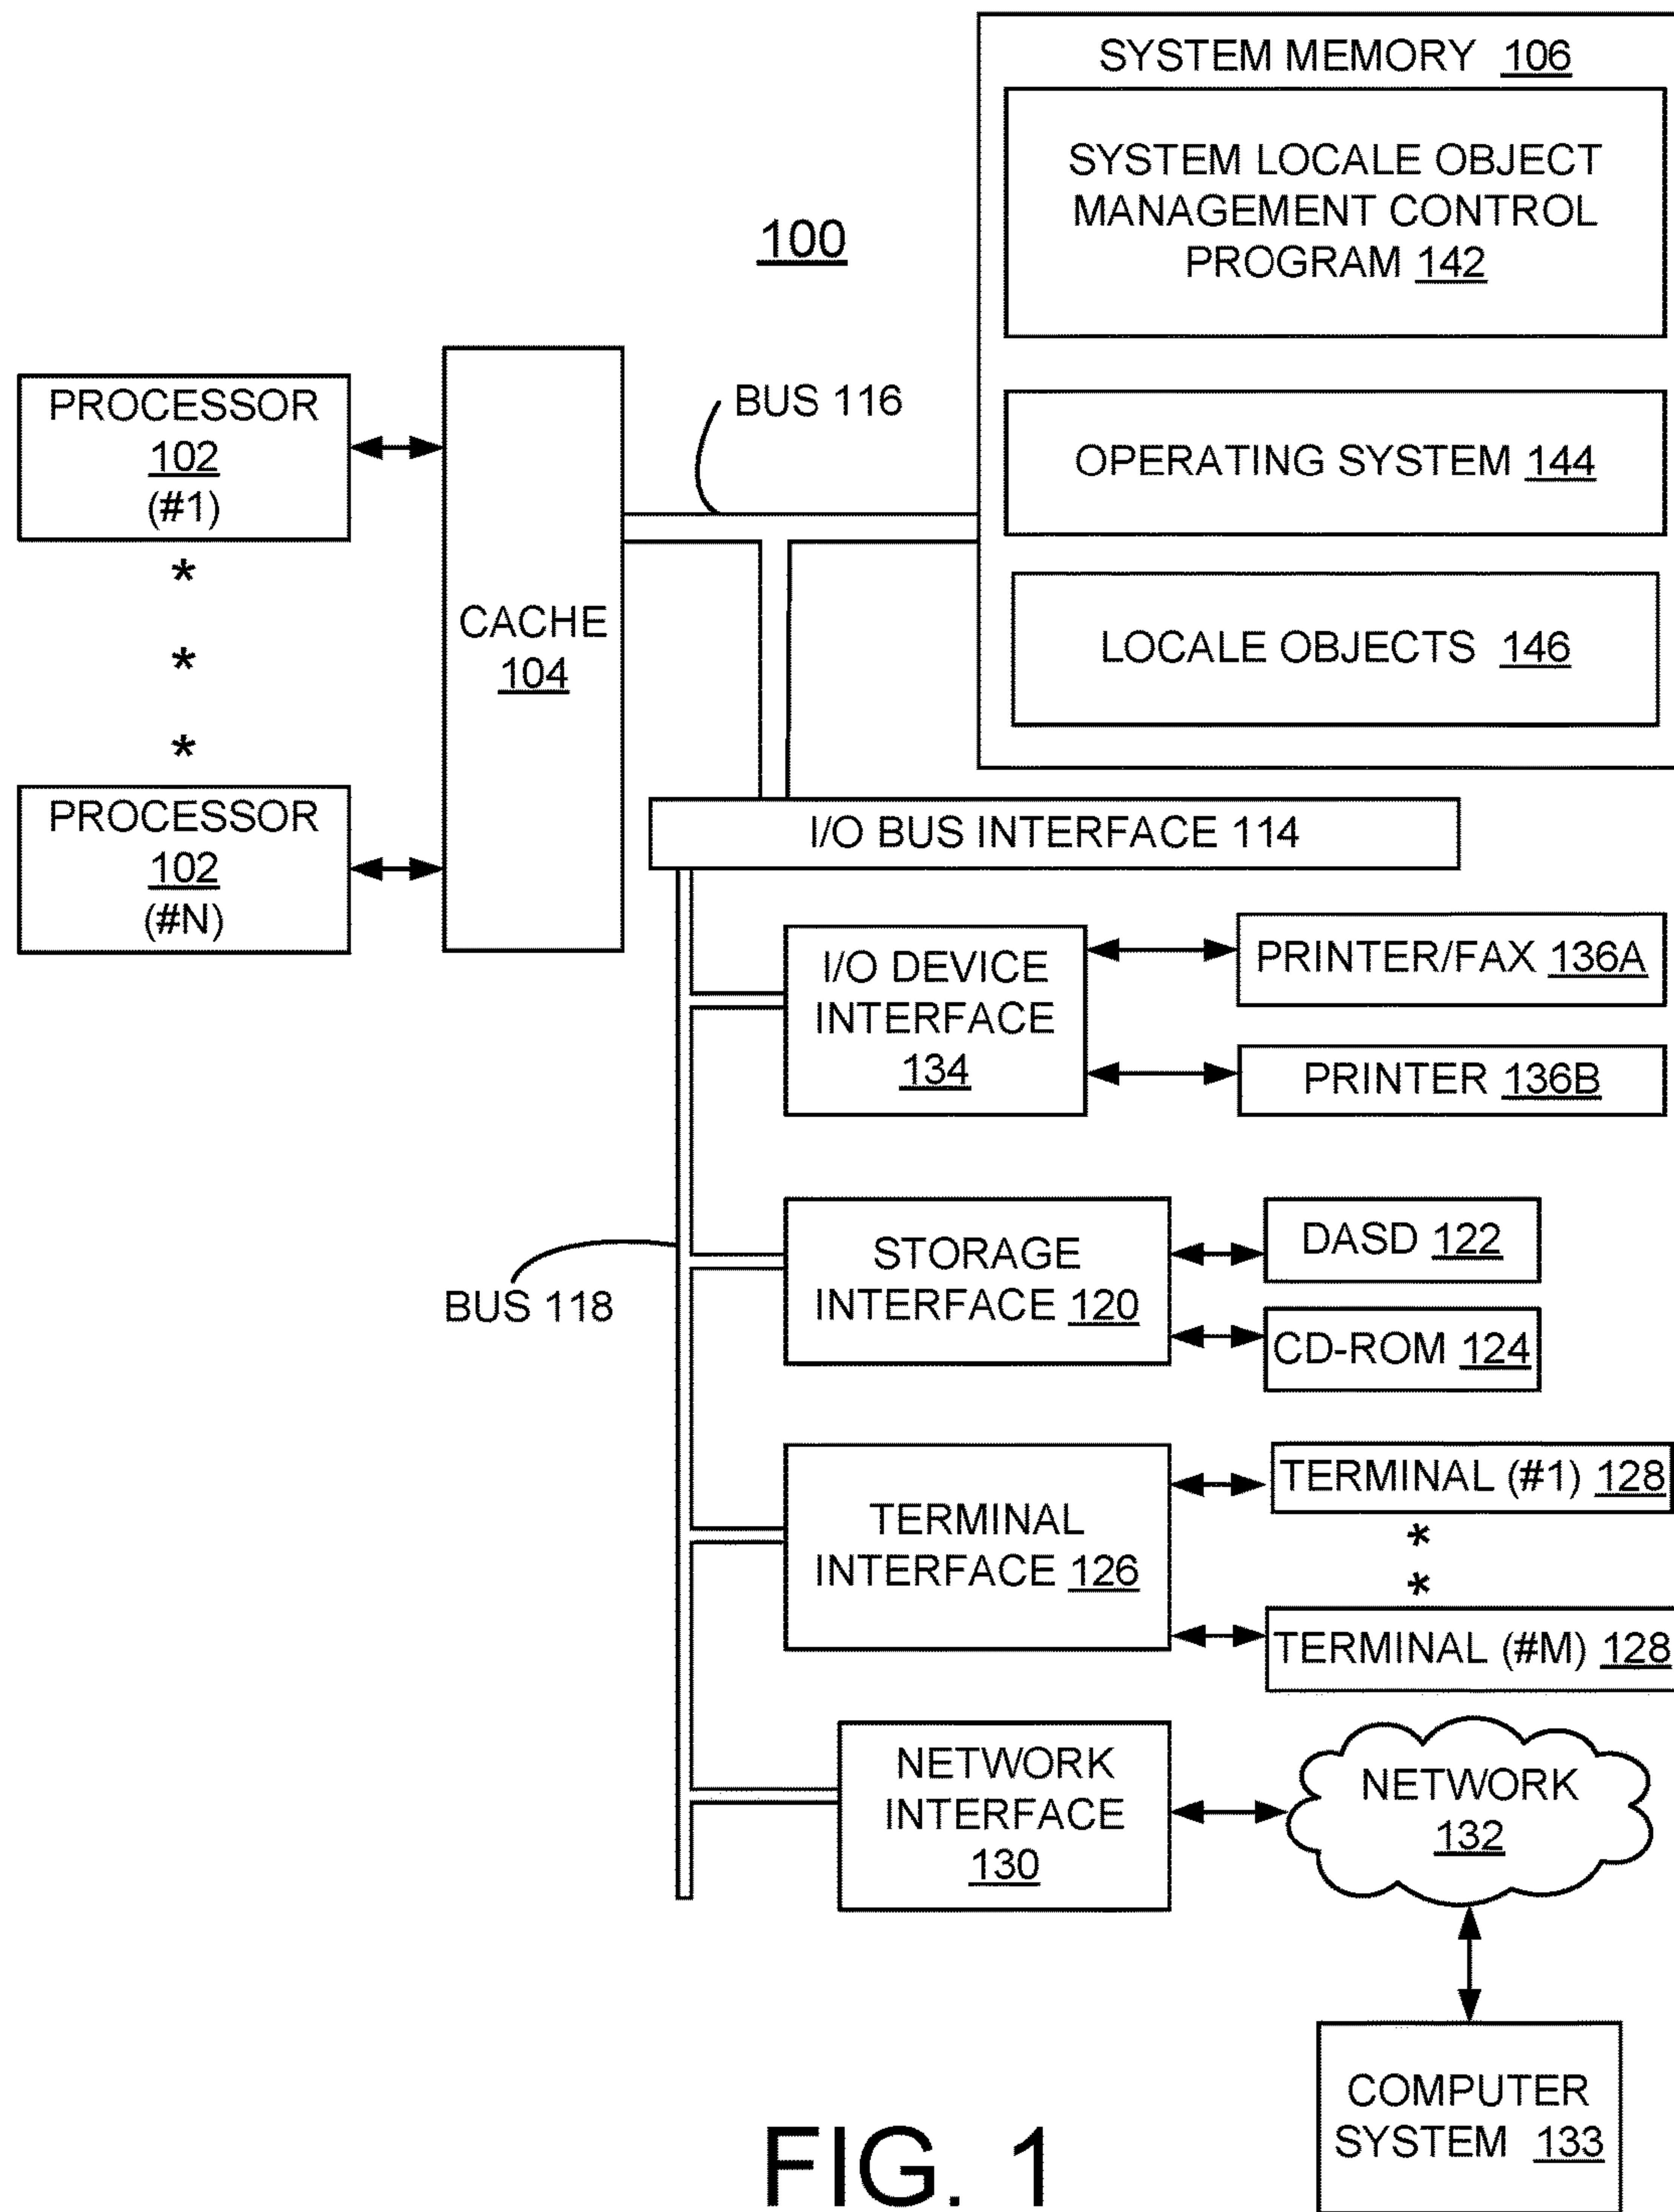 SYSTEM MEMORY 106
SYSTEM LOCALE OBJECT
MANAGEMENT CONTROL
PROGRAM 142
100
BUS 116
PROCESSOR
102
(#1)
OPERATING SYSTEM 144
*
*
*
CACHE
104
LOCALE OBJECTS 146
PROCESSOR
102
(#N)
I/O BUS INTERFACE 114
I/O DEVICE
INTERFACE
134
PRINTER/FAX 136A
PRINTER 136B
BUS 118
STORAGE
INTERFACE 120
DASD 122
CD-ROM 124
TERMINAL
INTERFACE 126
TERMINAL (#1) 128
*
*
TERMINAL (#M) 128
NETWORK
INTERFACE
130
NETWORK
132
COMPUTER
SYSTEM 133
FIG. 1